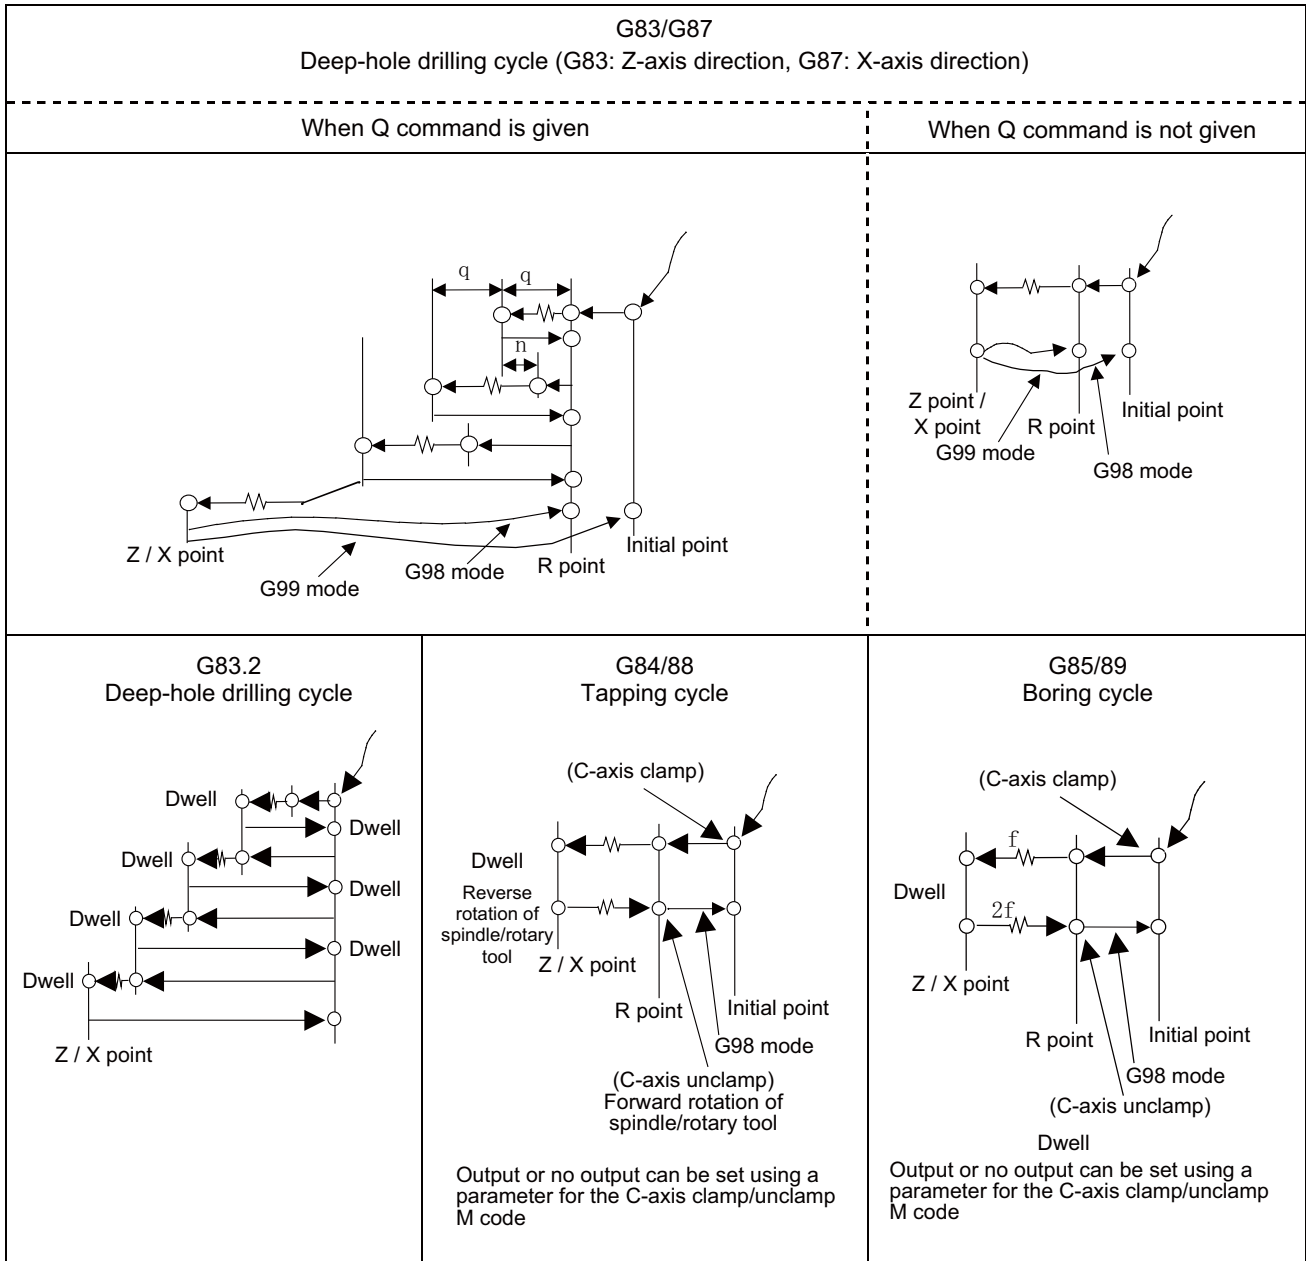 G83/G87
Deep-hole drilling cycle (G83: Z-axis direction, G87: X-axis direction)
When Q command is given
When Q command is not given
q
q
n
Z / X point
G99 mode
G98 mode
R point
Initial point
Z point /
X point
R point
Initial point
G99 mode
G98 mode
G83.2
Deep-hole drilling cycle
Dwell
Dwell
Dwell
Dwell
Dwell
Dwell
Dwell
Z / X point
G84/88
Tapping cycle
(C-axis clamp)
Dwell
Reverse
rotation of
spindle/rotary
tool
Z / X point
R point
Initial point
G98 mode
(C-axis unclamp)
Forward rotation of
spindle/rotary tool
Output or no output can be set using a
parameter for the C-axis clamp/unclamp
M code
G85/89
Boring cycle
(C-axis clamp)
f
Dwell
2f
Z / X point
R point
Initial point
G98 mode
(C-axis unclamp)
Dwell
Output or no output can be set using a
parameter for the C-axis clamp/unclamp
M code